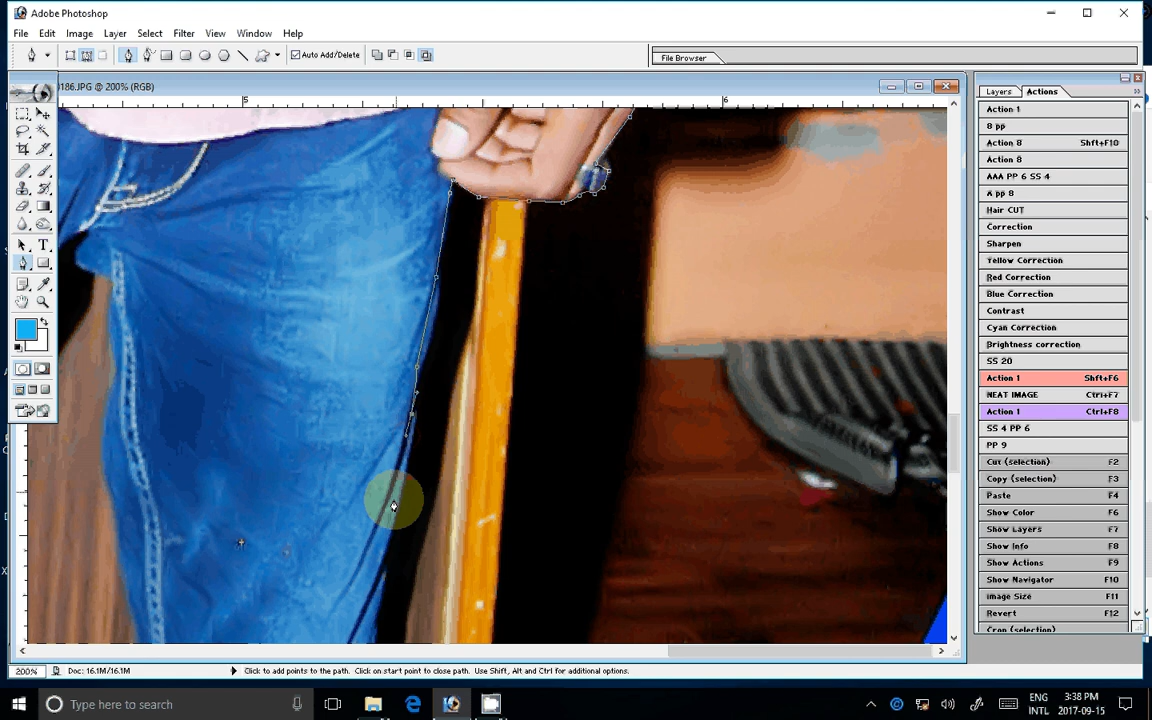 Adobe Photoshop
File Edit Image Layer Select Filter View Window Help
Auto Add/Delete
File Browser
186.JPG @ 200% (RGB)
5
6
Layers Actions
Action 1
8 pp
Action 8 Shft+F10
Action 8
AAA PP 6 SS 4
A pp 8
Hair CUT
Correction
Sharpen
Yellow Correction
Red Correction
Blue Correction
Contrast
Cyan Correction
Brightness correction
SS 20
Action 1 Shft+F6
NEAT IMAGE Ctrl+F7
Action 1 Ctrl+F8
SS 4 PP 6
PP 9
Cut (selection) F2
Copy (selection) F3
Paste F4
Show Color F6
Show Layers F7
Show Info F8
Show Actions F9
Show Navigator F10
Image Size F11
Revert F12
Crop (selection)
200% Doc: 16.1M/16.1M Click to add points to the path. Click on start point to close path. Use Shift, Alt and Ctrl for additional options.
Type here to search
ENG 3:38 PM
INTL 2017-09-15